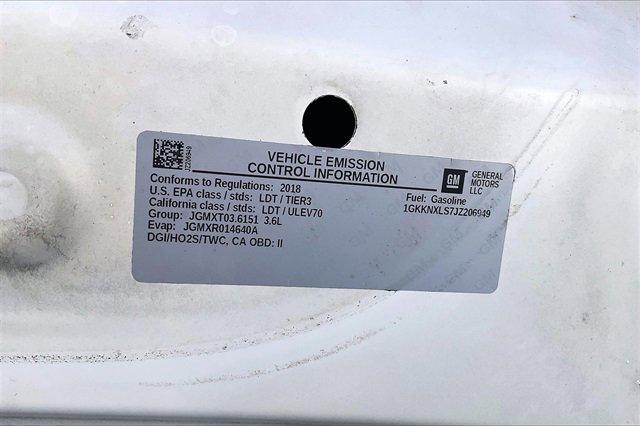 JZ206949
VEHICLE EMISSION
CONTROL INFORMATION
GM
GENERAL
MOTORS
LLC
Conforms to Regulations: 2018
U.S. EPA class / stds: LDT / TIER3
California class / stds: LDT / ULEV70
Group: JGMXT03.6151 3.6L
Evap: JGMXR014640A
DGI/HO2S/TWC, CA OBD: II
Fuel: Gasoline
1GKKNXLS7JZ206949